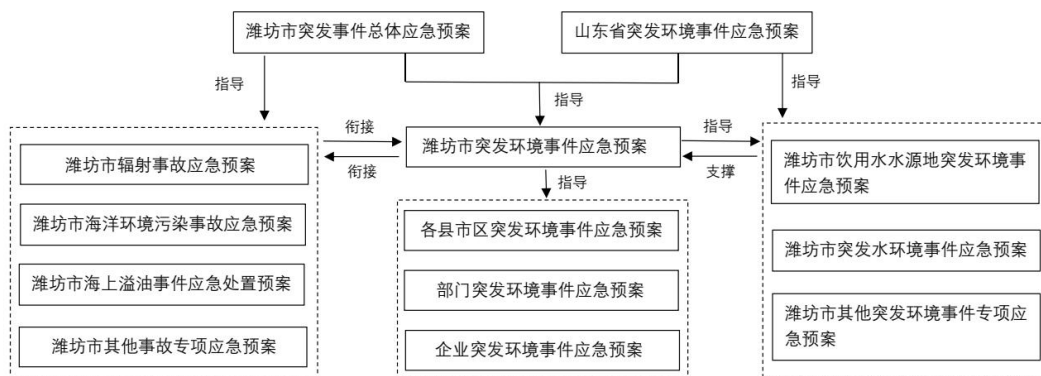 潍坊市突发事件总体应急预案
山东省突发环境事件应急预案
指导
指导
指导
衔接
潍坊市突发环境事件应急预案
指导
衔接
支撑
指导
潍坊市辐射事故应急预案
潍坊市海洋环境污染事故应急预案
潍坊市海上溢油事件应急处置预案
潍坊市其他事故专项应急预案
各县市区突发环境事件应急预案
部门突发环境事件应急预案
企业突发环境事件应急预案
潍坊市饮用水水源地突发环境事
件应急预案
潍坊市突发水环境事件应急预案
潍坊市其他突发环境事件专项应
急预案